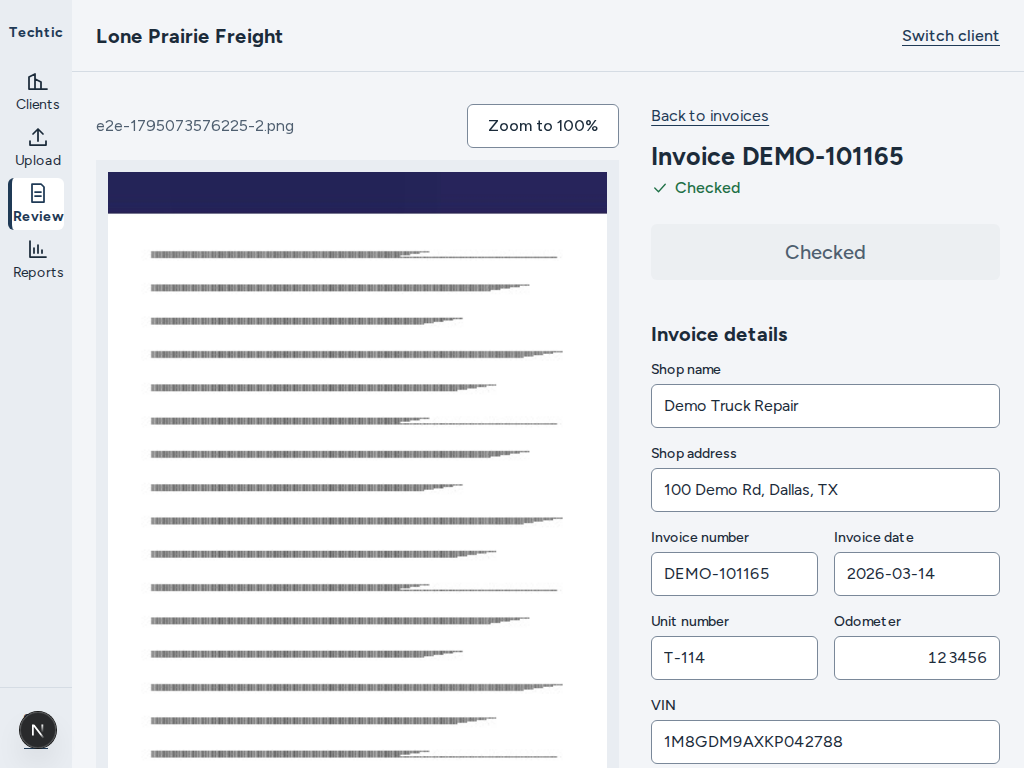 Techtic
Clients
Upload
Review
Reports
N
Lone Prairie Freight
Switch client
e2e-1795073576225-2.png
Zoom to 100%
Back to invoices
Invoice DEMO-101165
Checked
Checked
Invoice details
Shop name
Demo Truck Repair
Shop address
100 Demo Rd, Dallas, TX
Invoice number
Invoice date
DEMO-101165
2026-03-14
Unit number
Odometer
T-114
123456
VIN
1M8GDM9AXKP042788